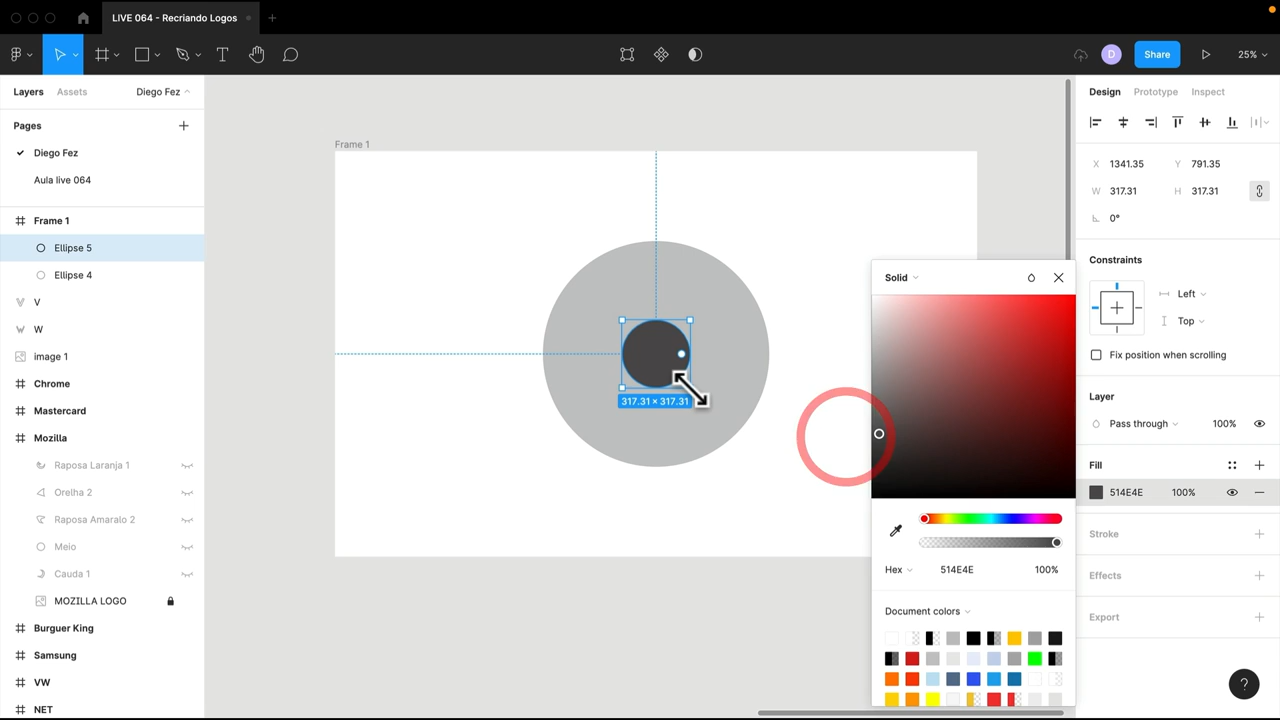 LIVE 064 - Recriando Logos
D
Share
25%
Layers
Assets
Diego Fez
Pages
Diego Fez
Aula live 064
Frame 1
Ellipse 5
Ellipse 4
V
W
image 1
Chrome
Mastercard
Mozilla
Raposa Laranja 1
Orelha 2
Raposa Amaralo 2
Meio
Cauda 1
MOZILLA LOGO
Burguer King
Samsung
VW
NET
Frame 1
317.31 × 317.31
Solid
Hex
514E4E
100%
Document colors
Design
Prototype
Inspect
X 1341.35
Y 791.35
W 317.31
H 317.31
0°
Constraints
Left
Top
Fix position when scrolling
Layer
Pass through
100%
Fill
514E4E
100%
Stroke
Effects
Export
?